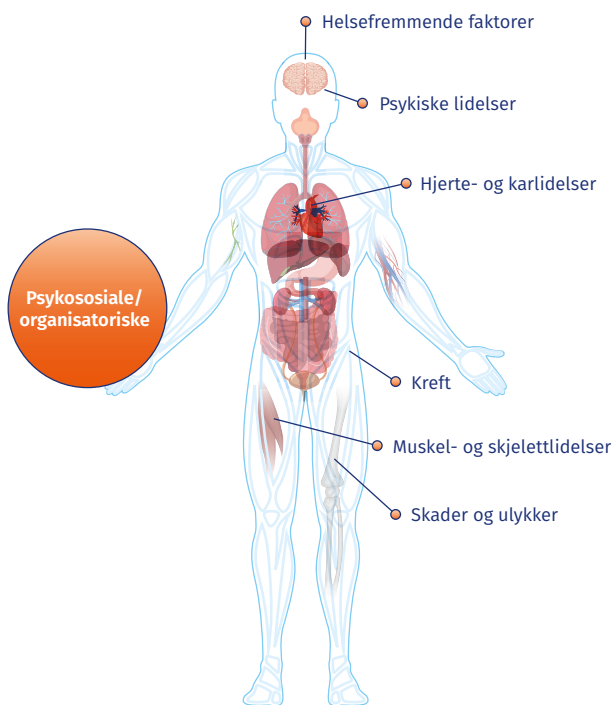 Helsefremmende faktorer
Psykiske lidelser
Hjerte- og karlidelser
Psykososiale/
organisatoriske
Kreft
Muskel- og skjelettlidelser
Skader og ulykker